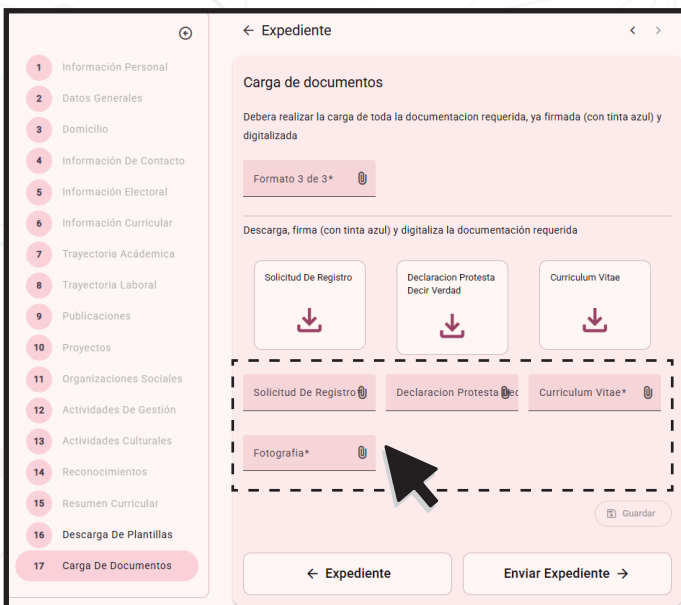 ← Expediente
1 Información Personal
2 Datos Generales
3 Domicilio
4 Información De Contacto
5 Información Electoral
6 Información Curricular
7 Trayectoria Acádemica
8 Trayectoria Laboral
9 Publicaciones
10 Proyectos
11 Organizaciones Sociales
12 Actividades De Gestión
13 Actividades Culturales
14 Reconocimientos
15 Resumen Curricular
16 Descarga De Plantillas
17 Carga De Documentos
Carga de documentos
Debera realizar la carga de toda la documentacion requerida, ya firmada (con tinta azul) y
digitalizada
Formato 3 de 3*
Descarga, firma (con tinta azul) y digitaliza la documentación requerida
Solicitud De Registro
Declaracion Protesta
Decir Verdad
Curriculum Vitae
Solicitud De Registro
Declaracion Protesta Dec
Curriculum Vitae*
Fotografia*
Guardar
← Expediente
Enviar Expediente →